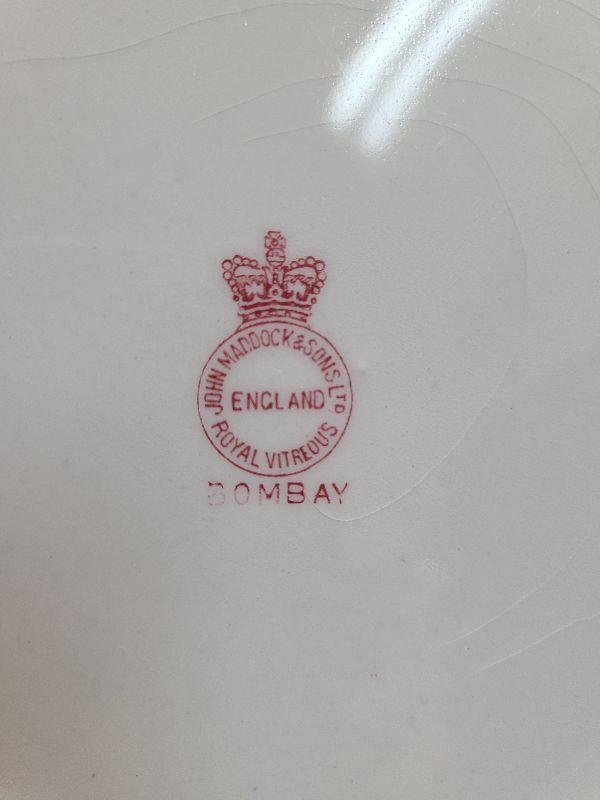 JOHN MADDOCK & SONS LTD
ENGLAND
ROYAL VITREOUS
BOMBAY